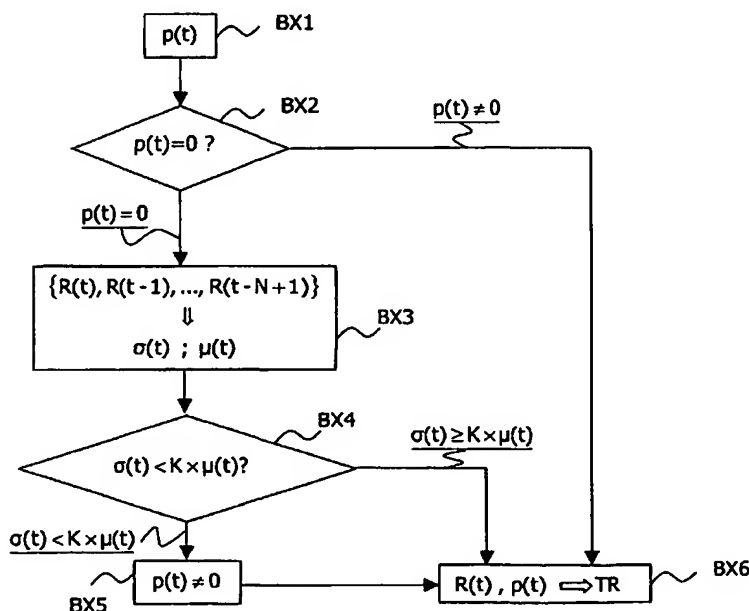 p(t)
BX1
BX2
p(t)=0 ?
p(t)≠0
p(t)=0
{R(t),R(t-1),...,R(t-N+1)}
⇓
σ(t) ; μ(t)
BX3
BX4
σ(t)<K×μ(t)?
σ(t)≥K×μ(t)
σ(t)<K×μ(t)
p(t)≠0
BX5
R(t) , p(t) ⟹TR
BX6